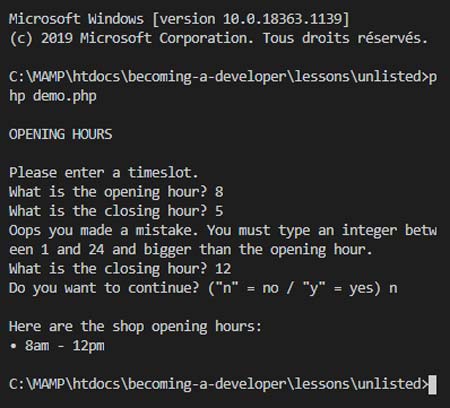 Microsoft Windows [version 10.0.18363.1139]
(c) 2019 Microsoft Corporation. Tous droits réservés.
C:\MAMP\htdocs\becoming-a-developer\lessons\unlisted>p
hp demo.php
OPENING HOURS
Please enter a timeslot.
What is the opening hour? 8
What is the closing hour? 5
Oops you made a mistake. You must type an integer betw
een 1 and 24 and bigger than the opening hour.
What is the closing hour? 12
Do you want to continue? ("n" = no / "y" = yes) n
Here are the shop opening hours:
• 8am - 12pm
C:\MAMP\htdocs\becoming-a-developer\lessons\unlisted>